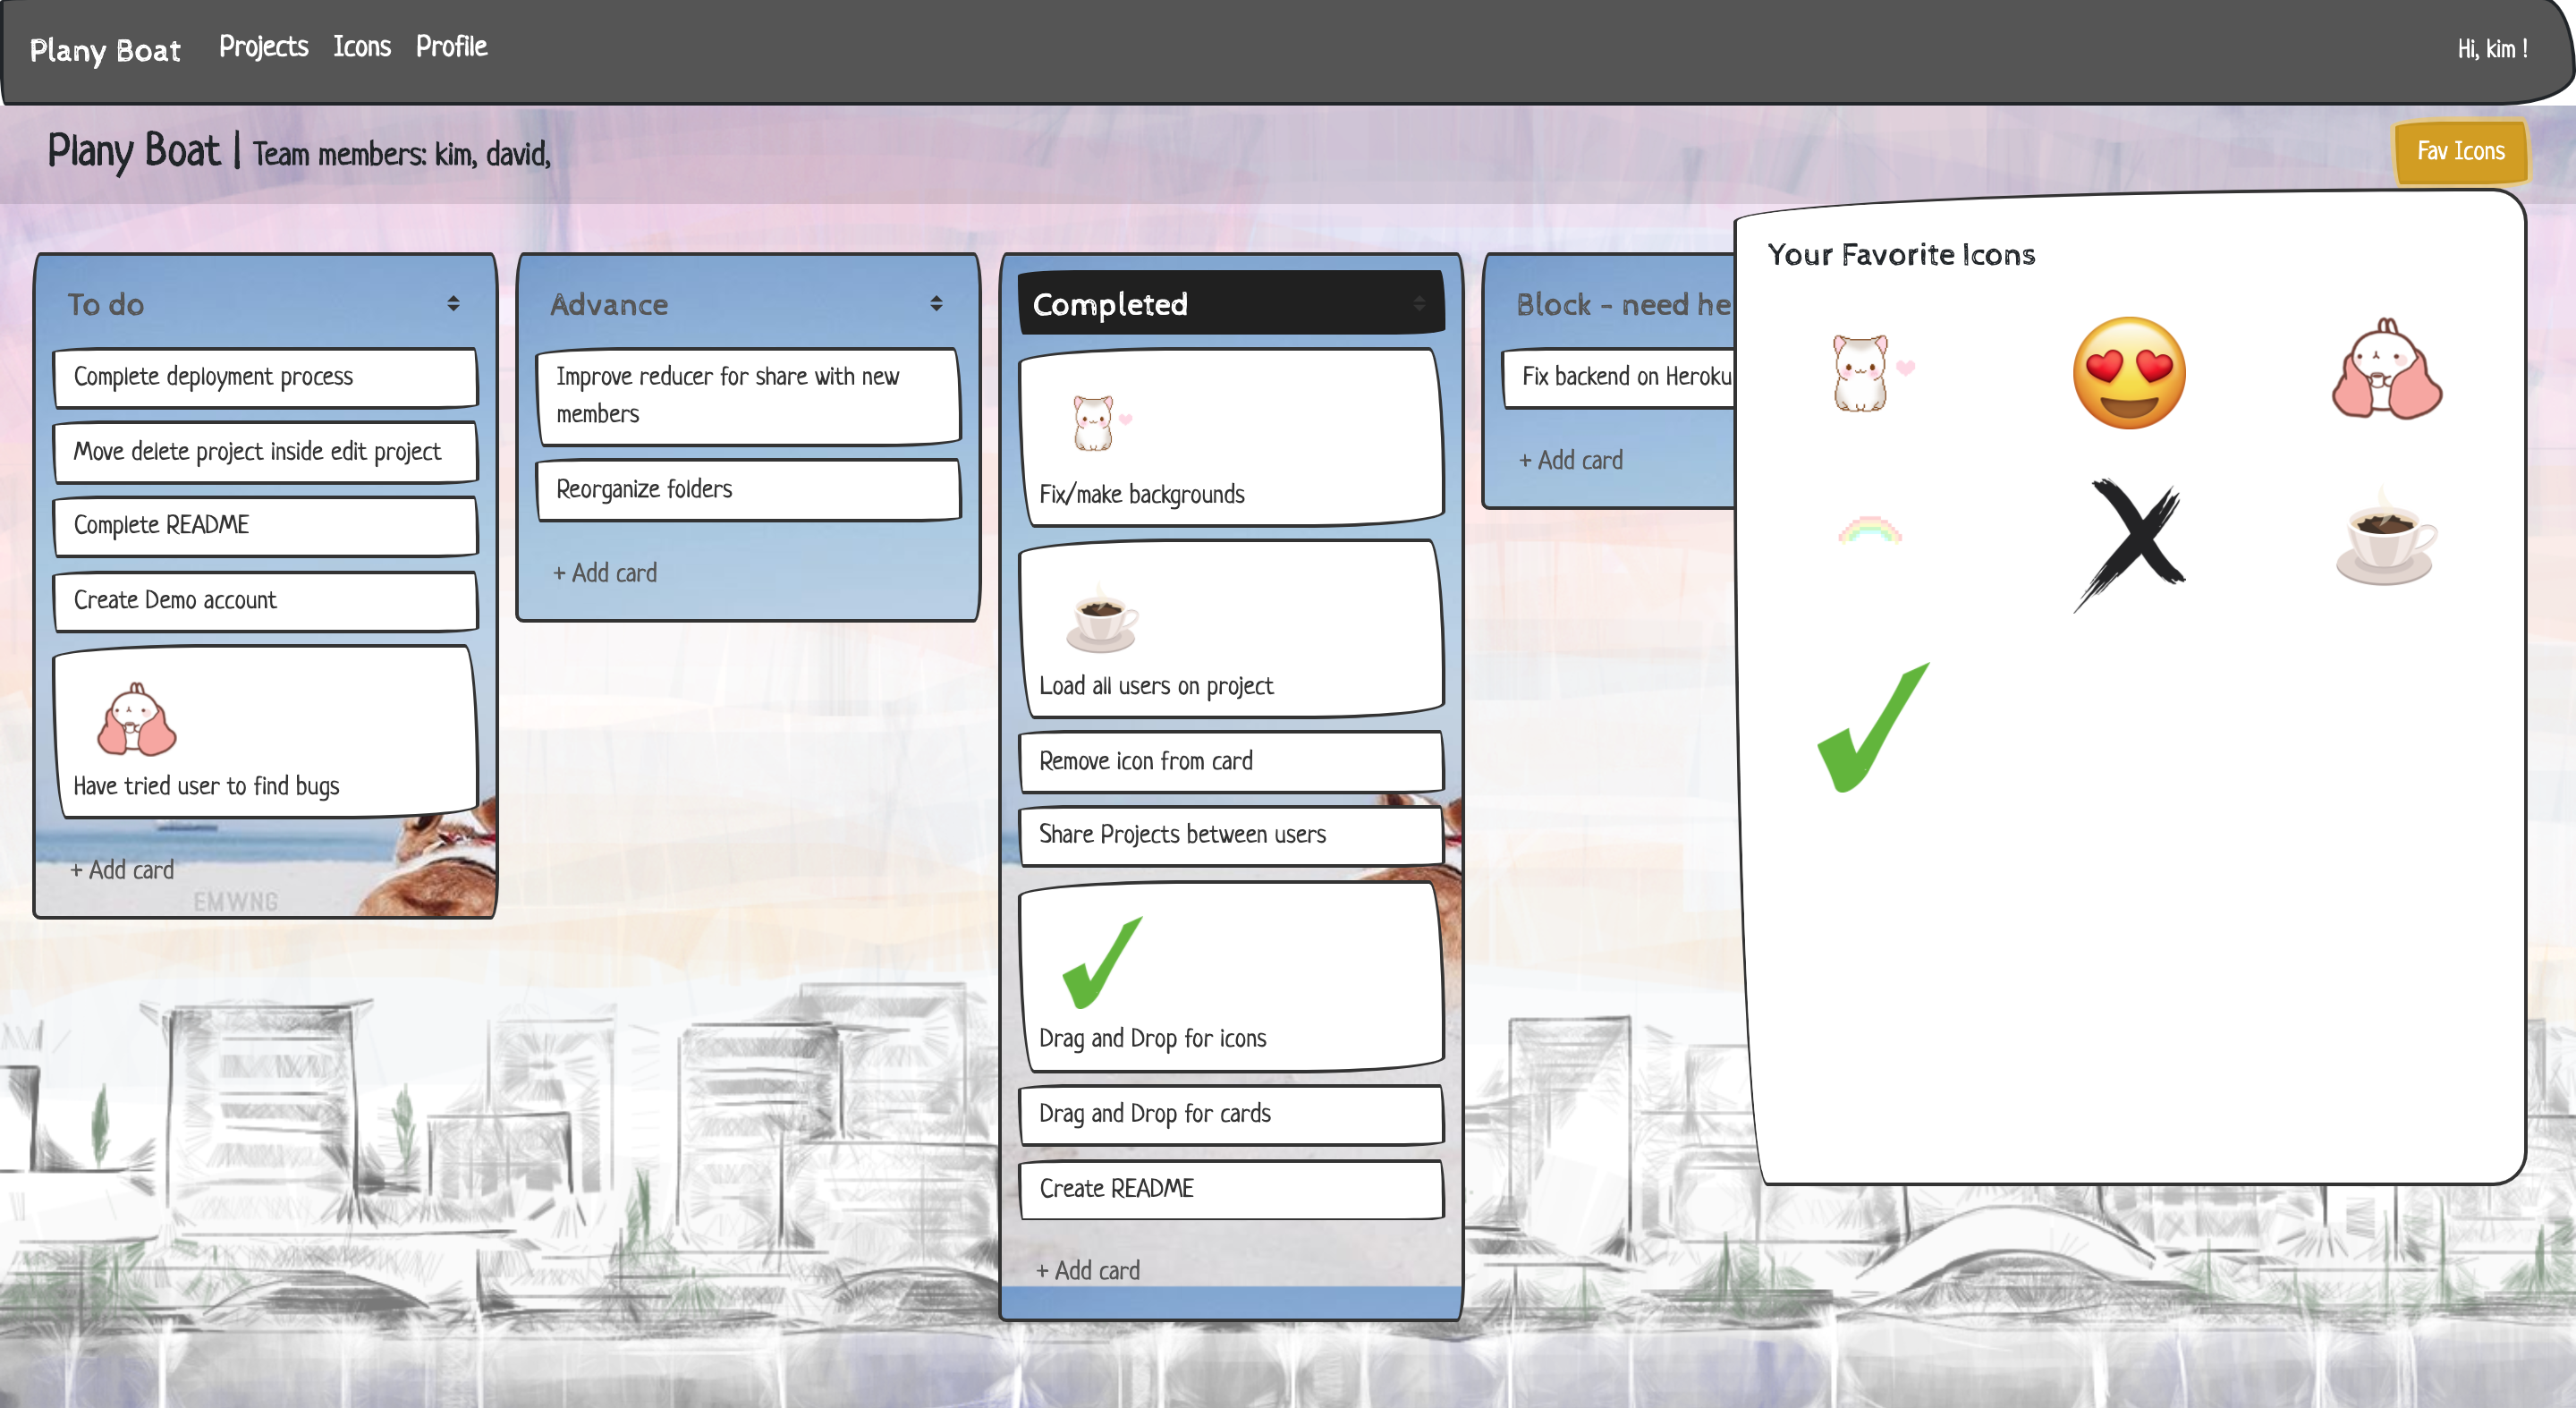 Plany Boat Projects Icons Profile Hi, kim !
Plany Boat | Team members: kim, david,
Fav Icons
To do
Complete deployment process
Move delete project inside edit project
Complete README
Create Demo account
Have tried user to find bugs
+ Add card
EMWNG
Advance
Improve reducer for share with new
members
Reorganize folders
+ Add card
Completed
Fix/make backgrounds
Load all users on project
Remove icon from card
Share Projects between users
Drag and Drop for icons
Drag and Drop for cards
Create README
+ Add card
Block - need he
Fix backend on Heroku
+ Add card
Your Favorite Icons